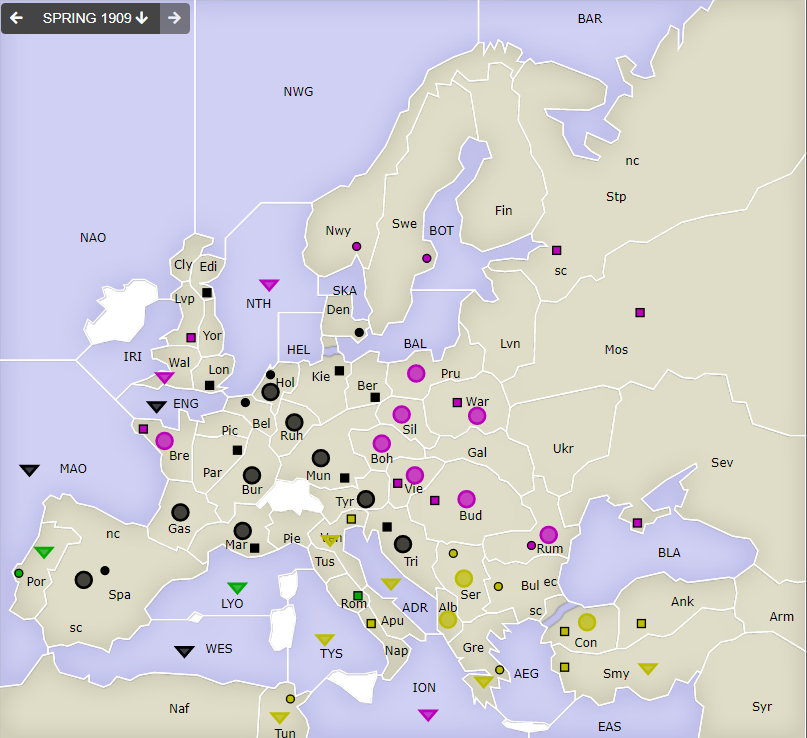 SPRING 1909
BAR
NWG
nc
Stp
Fin
Swe
Nwy
BOT
NAO
Cly
Edi
sc
SKA
Lvp
NTH
Den
Yor
BAL
Lvn
Mos
HEL
IRI
Wal
Lon
Kie
Ber
Pru
Hol
ENG
War
Bel
Sil
Pic
Ruh
Ukr
Gal
Bre
Boh
Sev
MAO
Par
Mun
Bur
Vie
Tyr
Bud
Gas
nc
Mar
Pie
Ven
Rum
BLA
Tri
Tus
Por
Spa
Ser
Bul
ec
LYO
Rom
ADR
Alb
sc
Ank
Apu
Arm
sc
Con
WES
TYS
Nap
Gre
AEG
Smy
ION
Naf
Syr
EAS
Tun